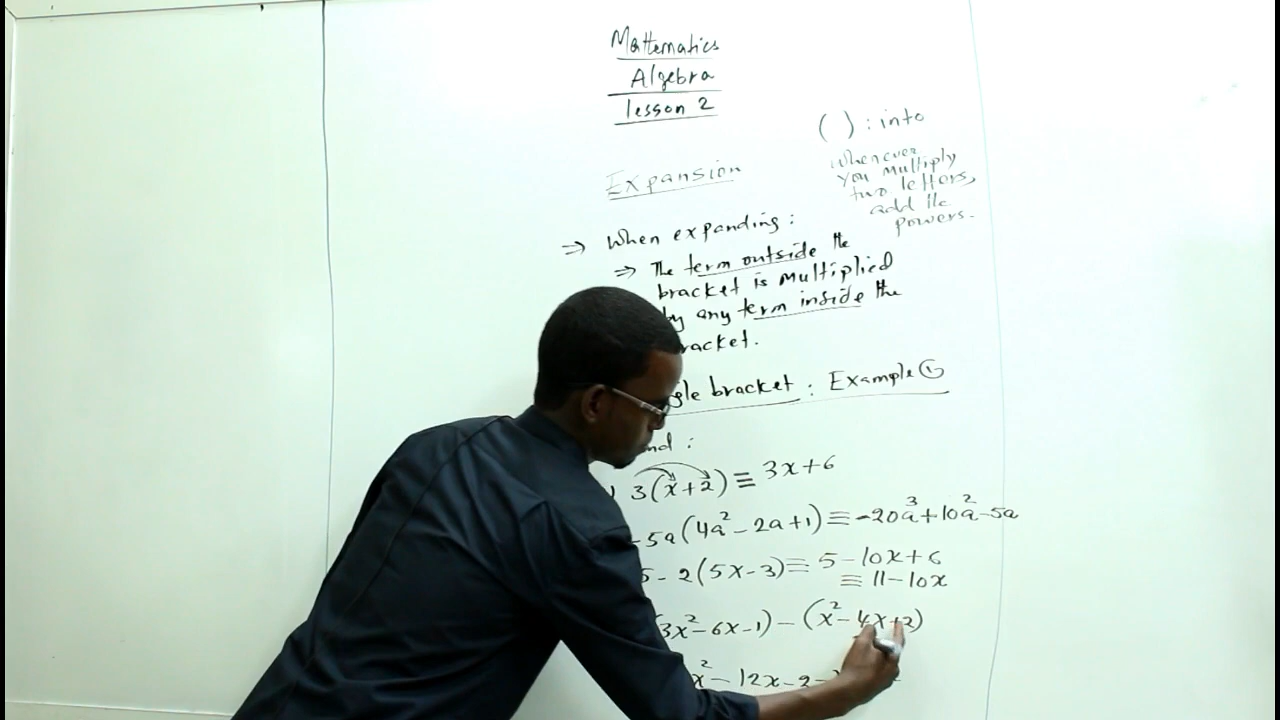 Mathematics
Algebra
lesson 2
( ) : into
Whenever
you multiply
two letters,
add the
powers.
Expansion
⇒ When expanding :
⇒ The term outside the
bracket is multiplied
by any term inside the
bracket.
bracket : Example ①
:
3(x+2) ≡ 3x+6
-5a(4a²-2a+1) ≡ -20a³+10a²-5a
5-2(5x-3) ≡ 5-10x+6
≡ 11-10x
(3x²-6x-1) - (x²-4x+2)
x²-12x-2-